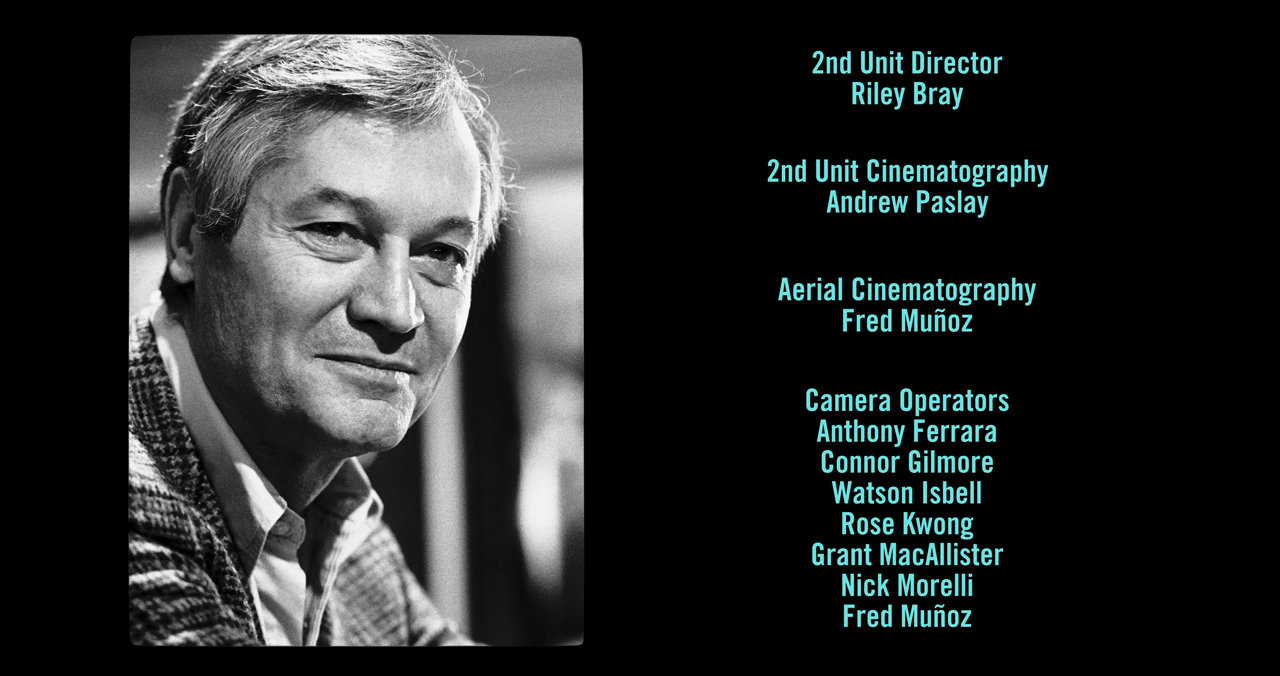 2nd Unit Director
Riley Bray
2nd Unit Cinematography
Andrew Paslay
Aerial Cinematography
Fred Muñoz
Camera Operators
Anthony Ferrara
Connor Gilmore
Watson Isbell
Rose Kwong
Grant MacAllister
Nick Morelli
Fred Muñoz